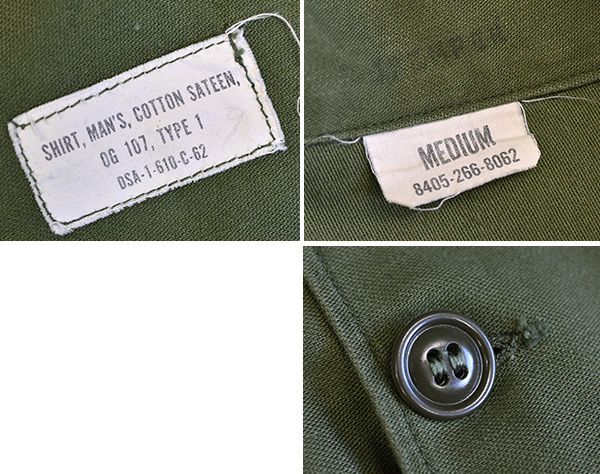 SHIRT, MAN'S, COTTON SATEEN,
OG 107, TYPE 1
DSA-1-610-C-62
MEDIUM
8405-266-8062